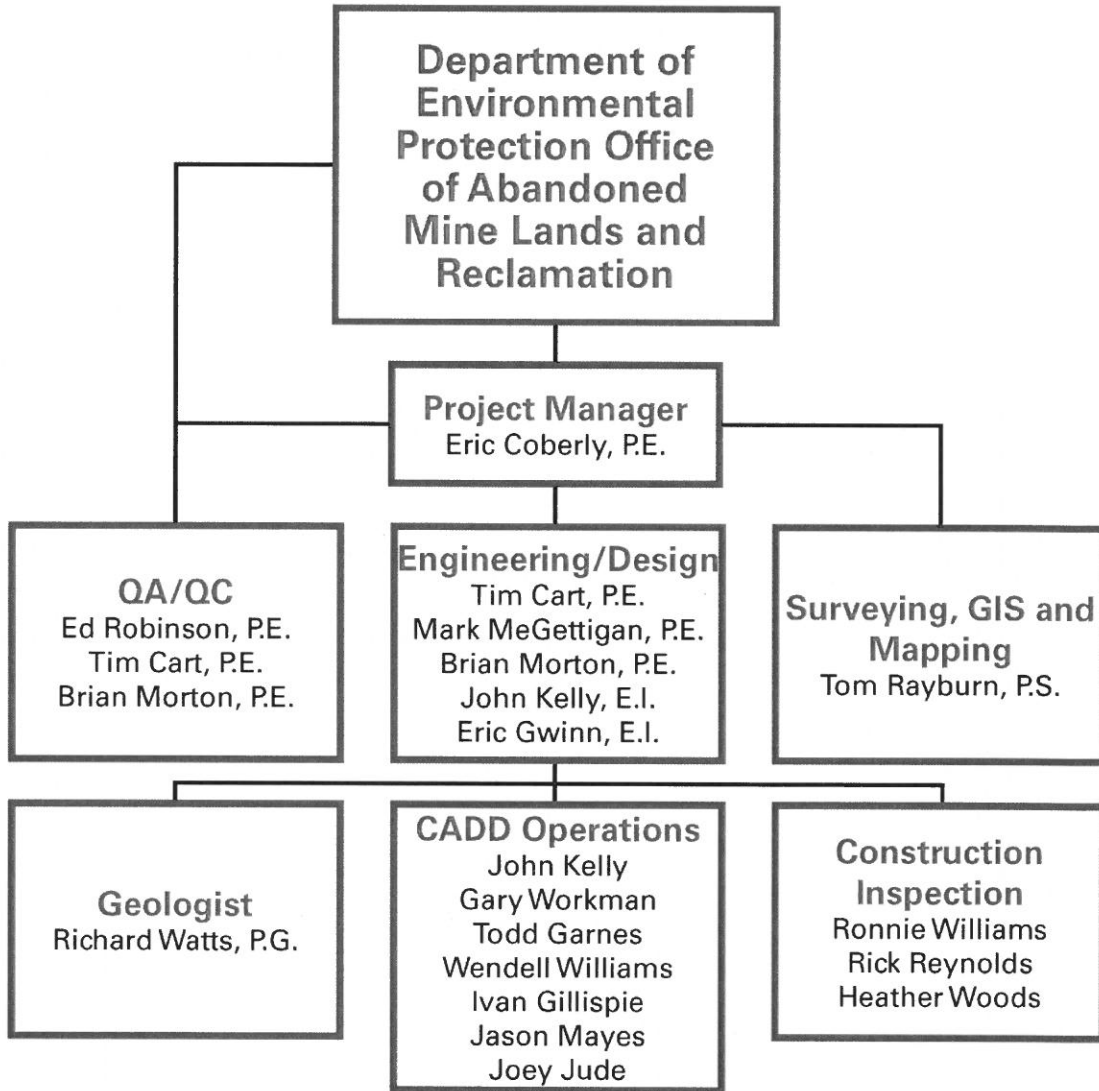 Department of
Environmental
Protection Office
of Abandoned
Mine Lands and
Reclamation
Project Manager
Eric Coberly, P.E.
QA/QC
Ed Robinson, P.E.
Tim Cart, P.E.
Brian Morton, P.E.
Engineering/Design
Tim Cart, P.E.
Mark MeGettigan, P.E.
Brian Morton, P.E.
John Kelly, E.I.
Eric Gwinn, E.I.
Surveying, GIS and
Mapping
Tom Rayburn, P.S.
Geologist
Richard Watts, P.G.
CADD Operations
John Kelly
Gary Workman
Todd Garnes
Wendell Williams
Ivan Gillispie
Jason Mayes
Joey Jude
Construction
Inspection
Ronnie Williams
Rick Reynolds
Heather Woods